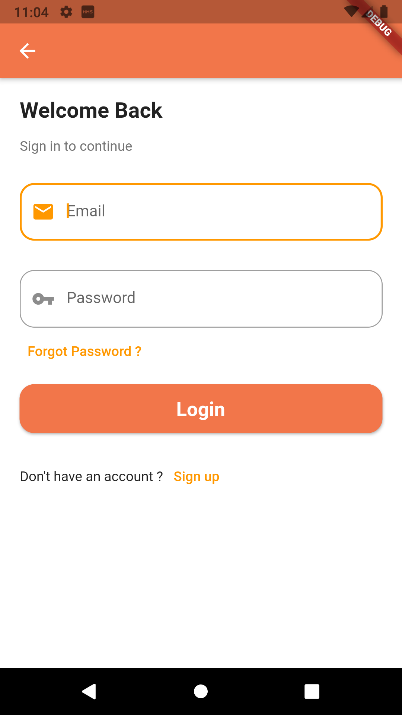 11:04
DEBUG
Welcome Back
Sign in to continue
Email
Password
Forgot Password ?
Login
Don't have an account ? Sign up